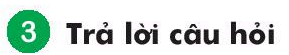 3 Trả lời câu hỏi